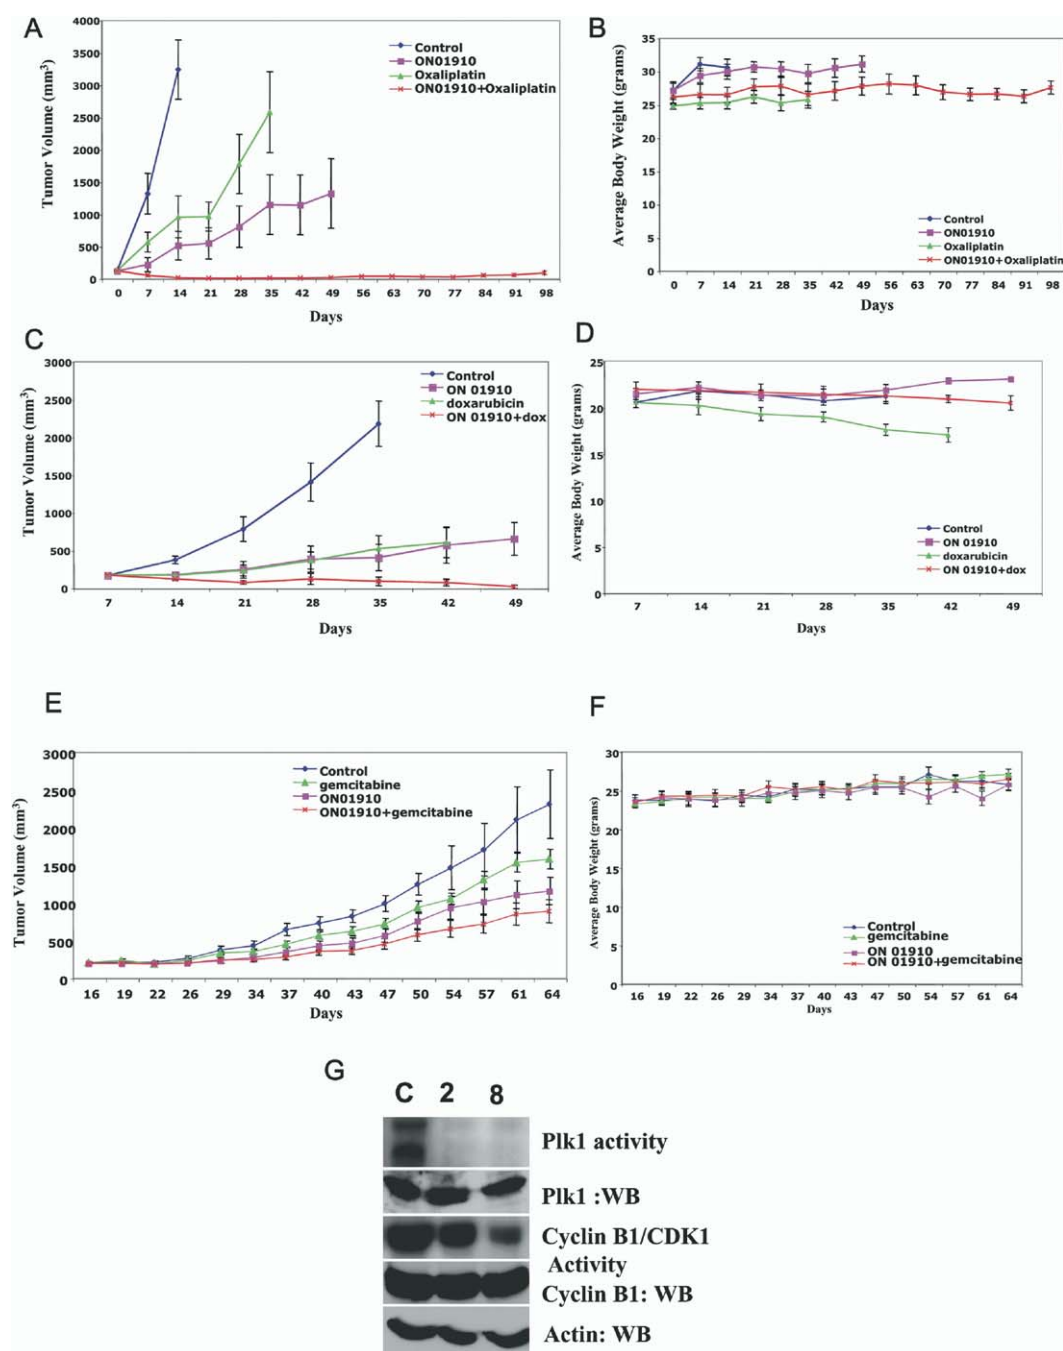 A
Tumor Volume (mm³)
4000
3500
3000
2500
2000
1500
1000
500
0
Control
ON01910
Oxaliplatin
ON01910+Oxaliplatin
0 7 14 21 28 35 42 49 56 63 70 77 84 91 98
Days
B
Average Body Weight (grams)
35
30
25
20
15
10
5
0
Control
ON01910
Oxaliplatin
ON01910+Oxaliplatin
0 7 14 21 28 35 42 49 56 63 70 77 84 91 98
Days
C
Tumor Volume (mm³)
3000
2500
2000
1500
1000
500
0
Control
ON 01910
doxarubicin
ON 01910+dox
7 14 21 28 35 42 49
Days
D
Average Body Weight (grams)
25
20
15
10
5
0
Control
ON 01910
doxarubicin
ON 01910+dox
7 14 21 28 35 42 49
Days
E
Tumor Volume (mm³)
3000
2500
2000
1500
1000
500
0
Control
gemcitabine
ON01910
ON01910+gemcitabine
16 19 22 26 29 34 37 40 43 47 50 54 57 61 64
Days
F
Average Body Weight (grams)
30
25
20
15
10
5
0
Control
gemcitabine
ON 01910
ON 01910+gemcitabine
16 19 22 26 29 34 37 40 43 47 50 54 57 61 64
Days
G
C 2 8
Plk1 activity
Plk1 :WB
Cyclin B1/CDK1
Activity
Cyclin B1: WB
Actin: WB